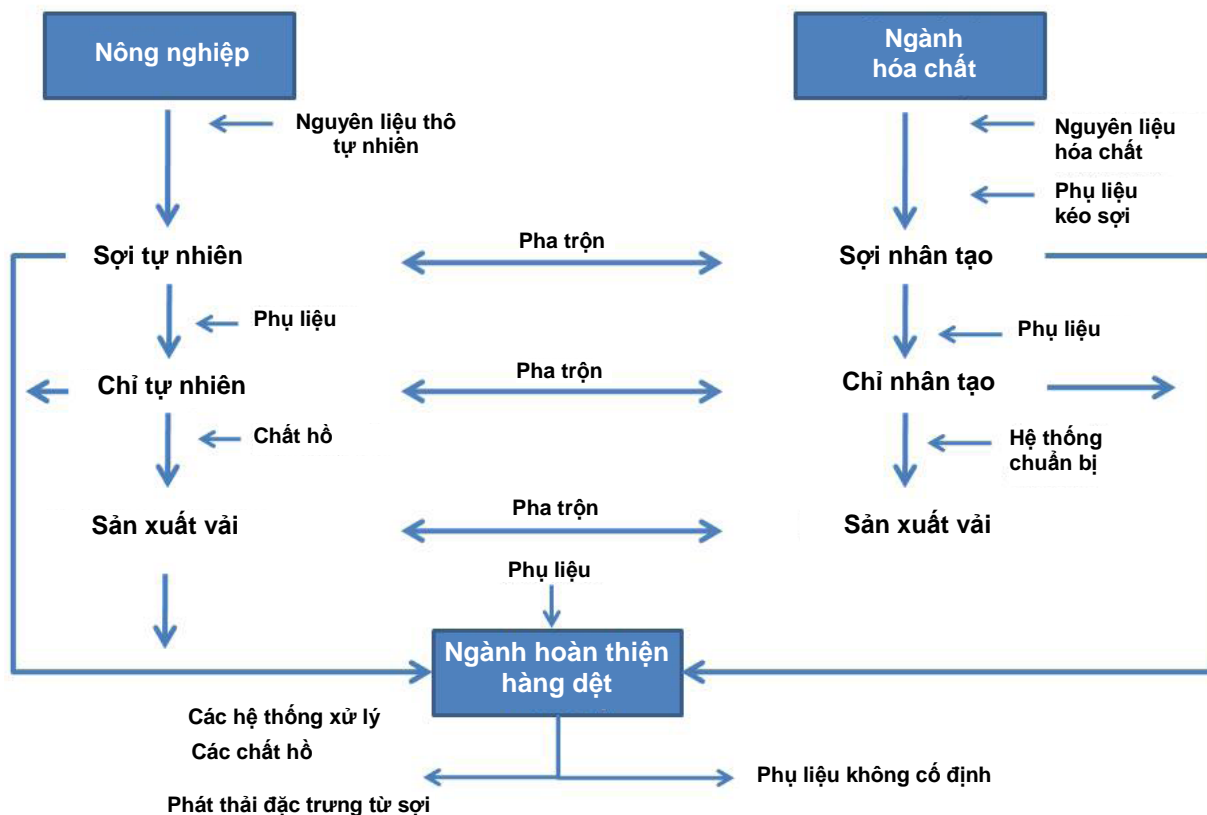 Nông nghiệp
Ngành
hóa chất
Nguyên liệu thô
tự nhiên
Nguyên liệu
hóa chất
Phụ liệu
kéo sợi
Sợi tự nhiên
Pha trộn
Sợi nhân tạo
Phụ liệu
Phụ liệu
Chỉ tự nhiên
Pha trộn
Chỉ nhân tạo
Chất hồ
Hệ thống
chuẩn bị
Sản xuất vải
Pha trộn
Sản xuất vải
Phụ liệu
Ngành hoàn thiện
hàng dệt
Các hệ thống xử lý
Các chất hồ
Phụ liệu không cố định
Phát thải đặc trưng từ sợi